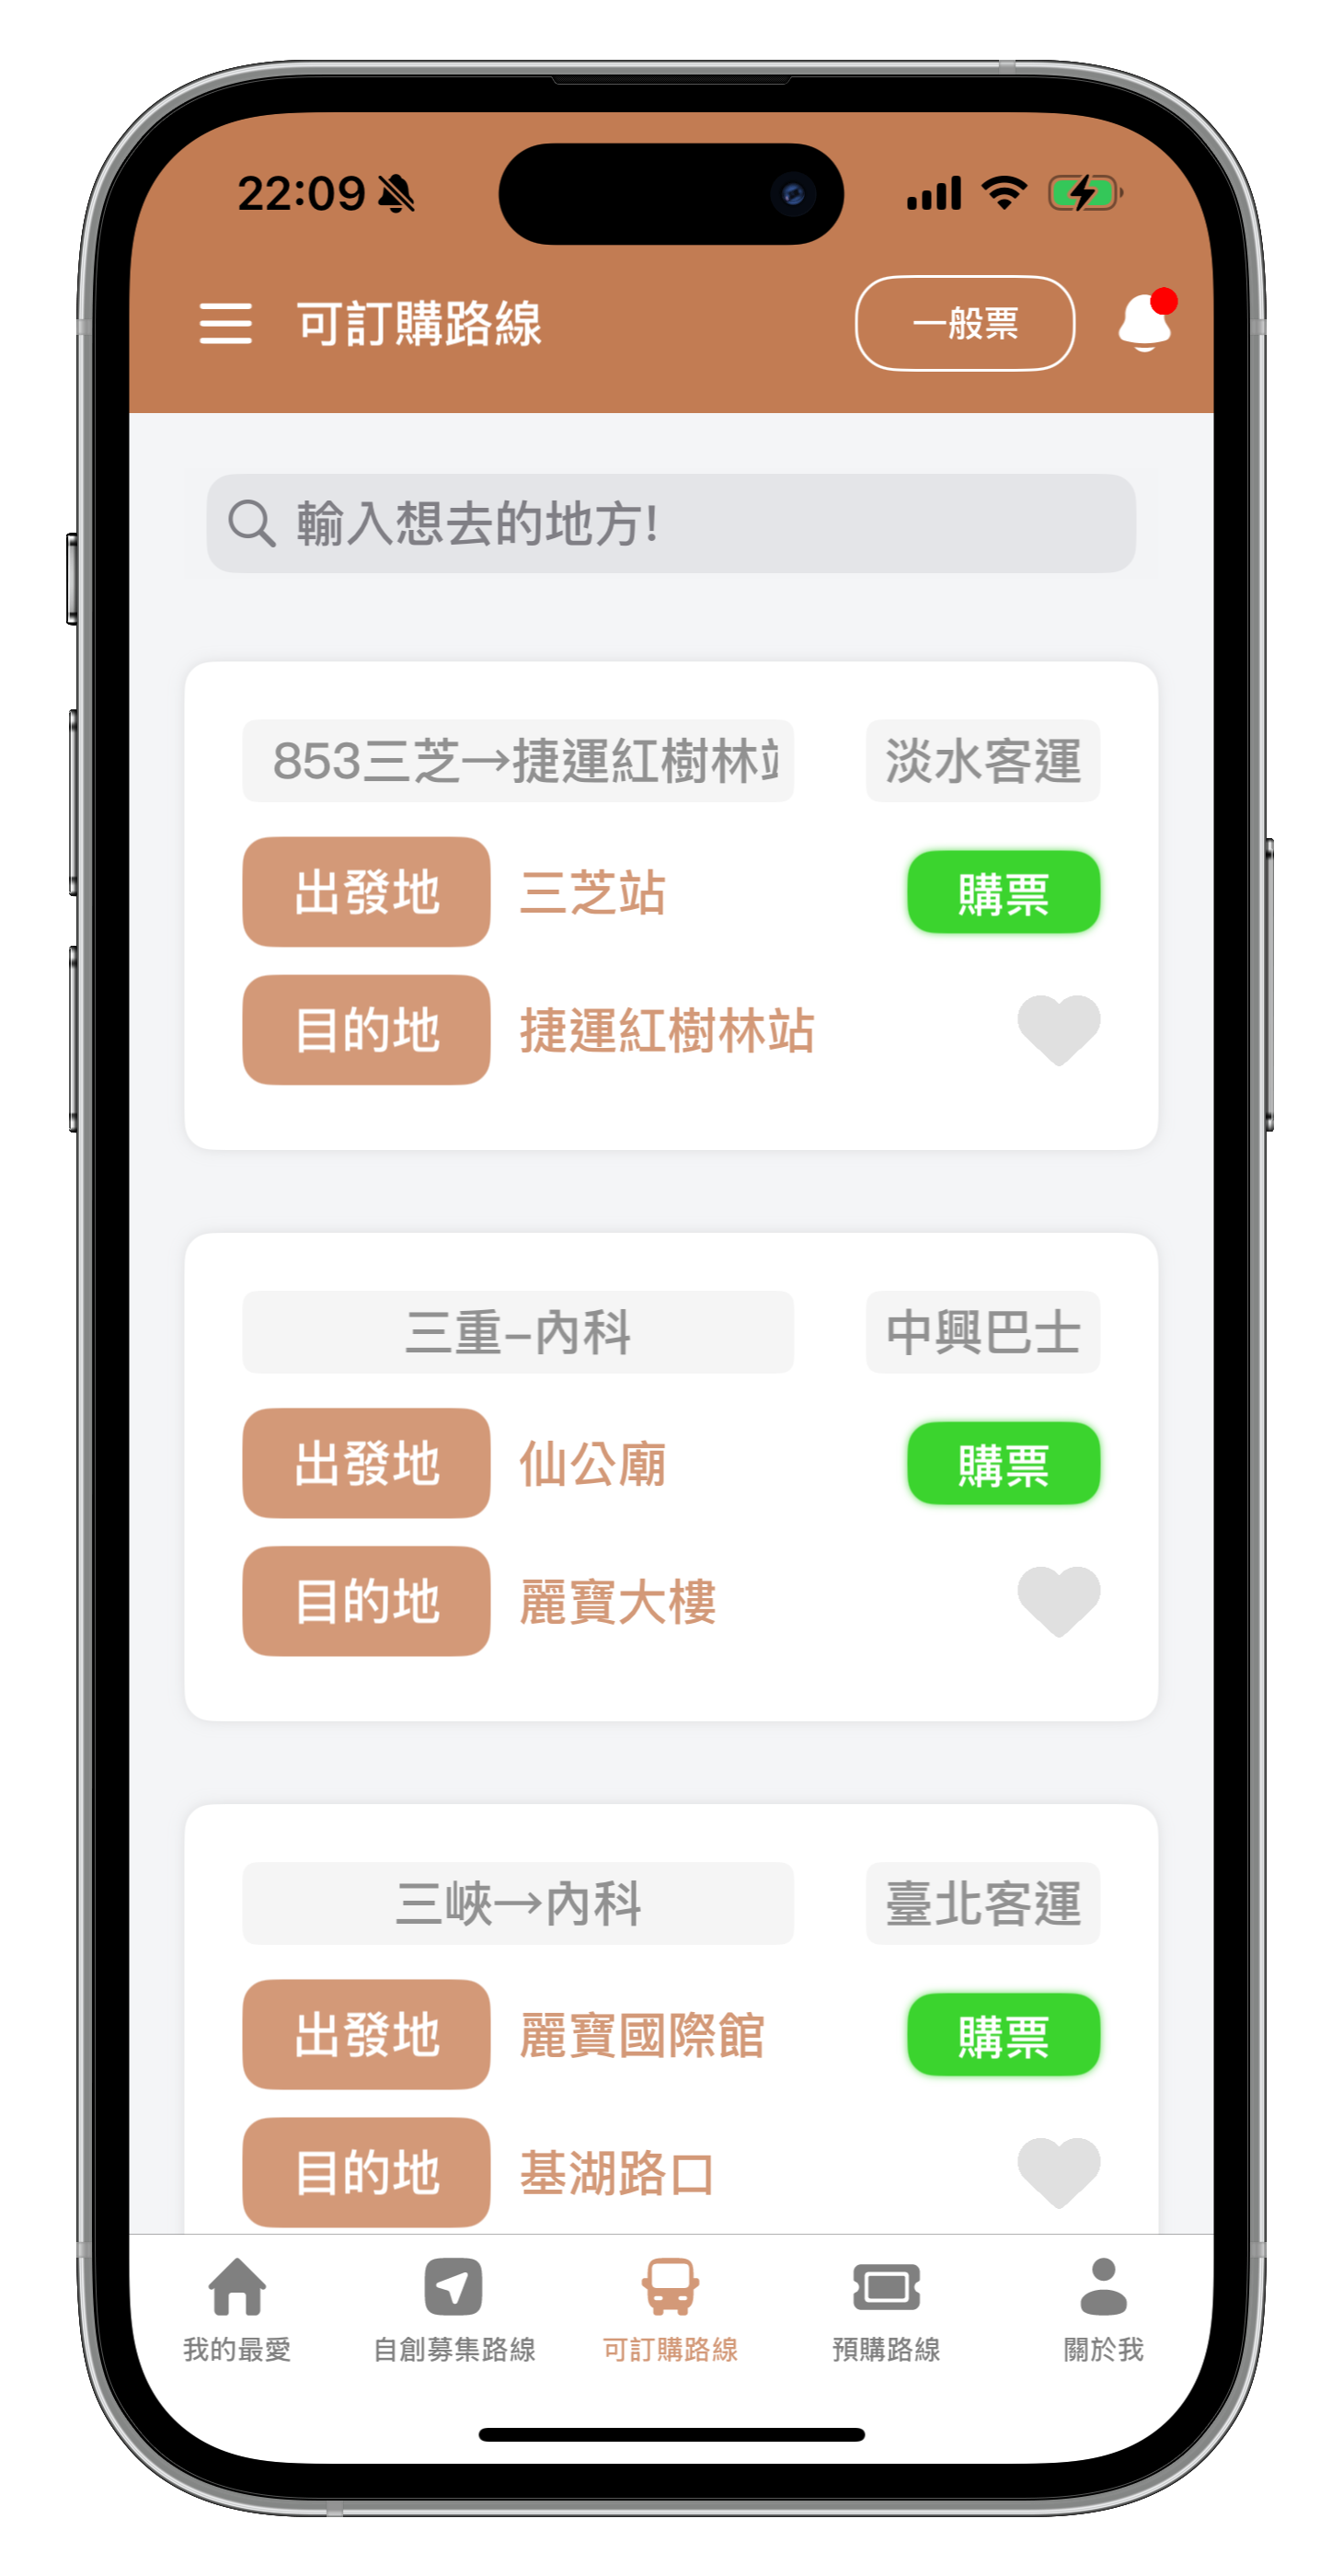 22:09
可訂購路線 一般票
輸入想去的地方!
853三芝→捷運紅樹林 淡水客運
出發地 三芝站 購票
目的地 捷運紅樹林站
三重–內科 中興巴士
出發地 仙公廟 購票
目的地 麗寶大樓
三峽→內科 臺北客運
出發地 麗寶國際館 購票
目的地 基湖路口
我的最愛 自創募集路線 可訂購路線 預購路線 關於我